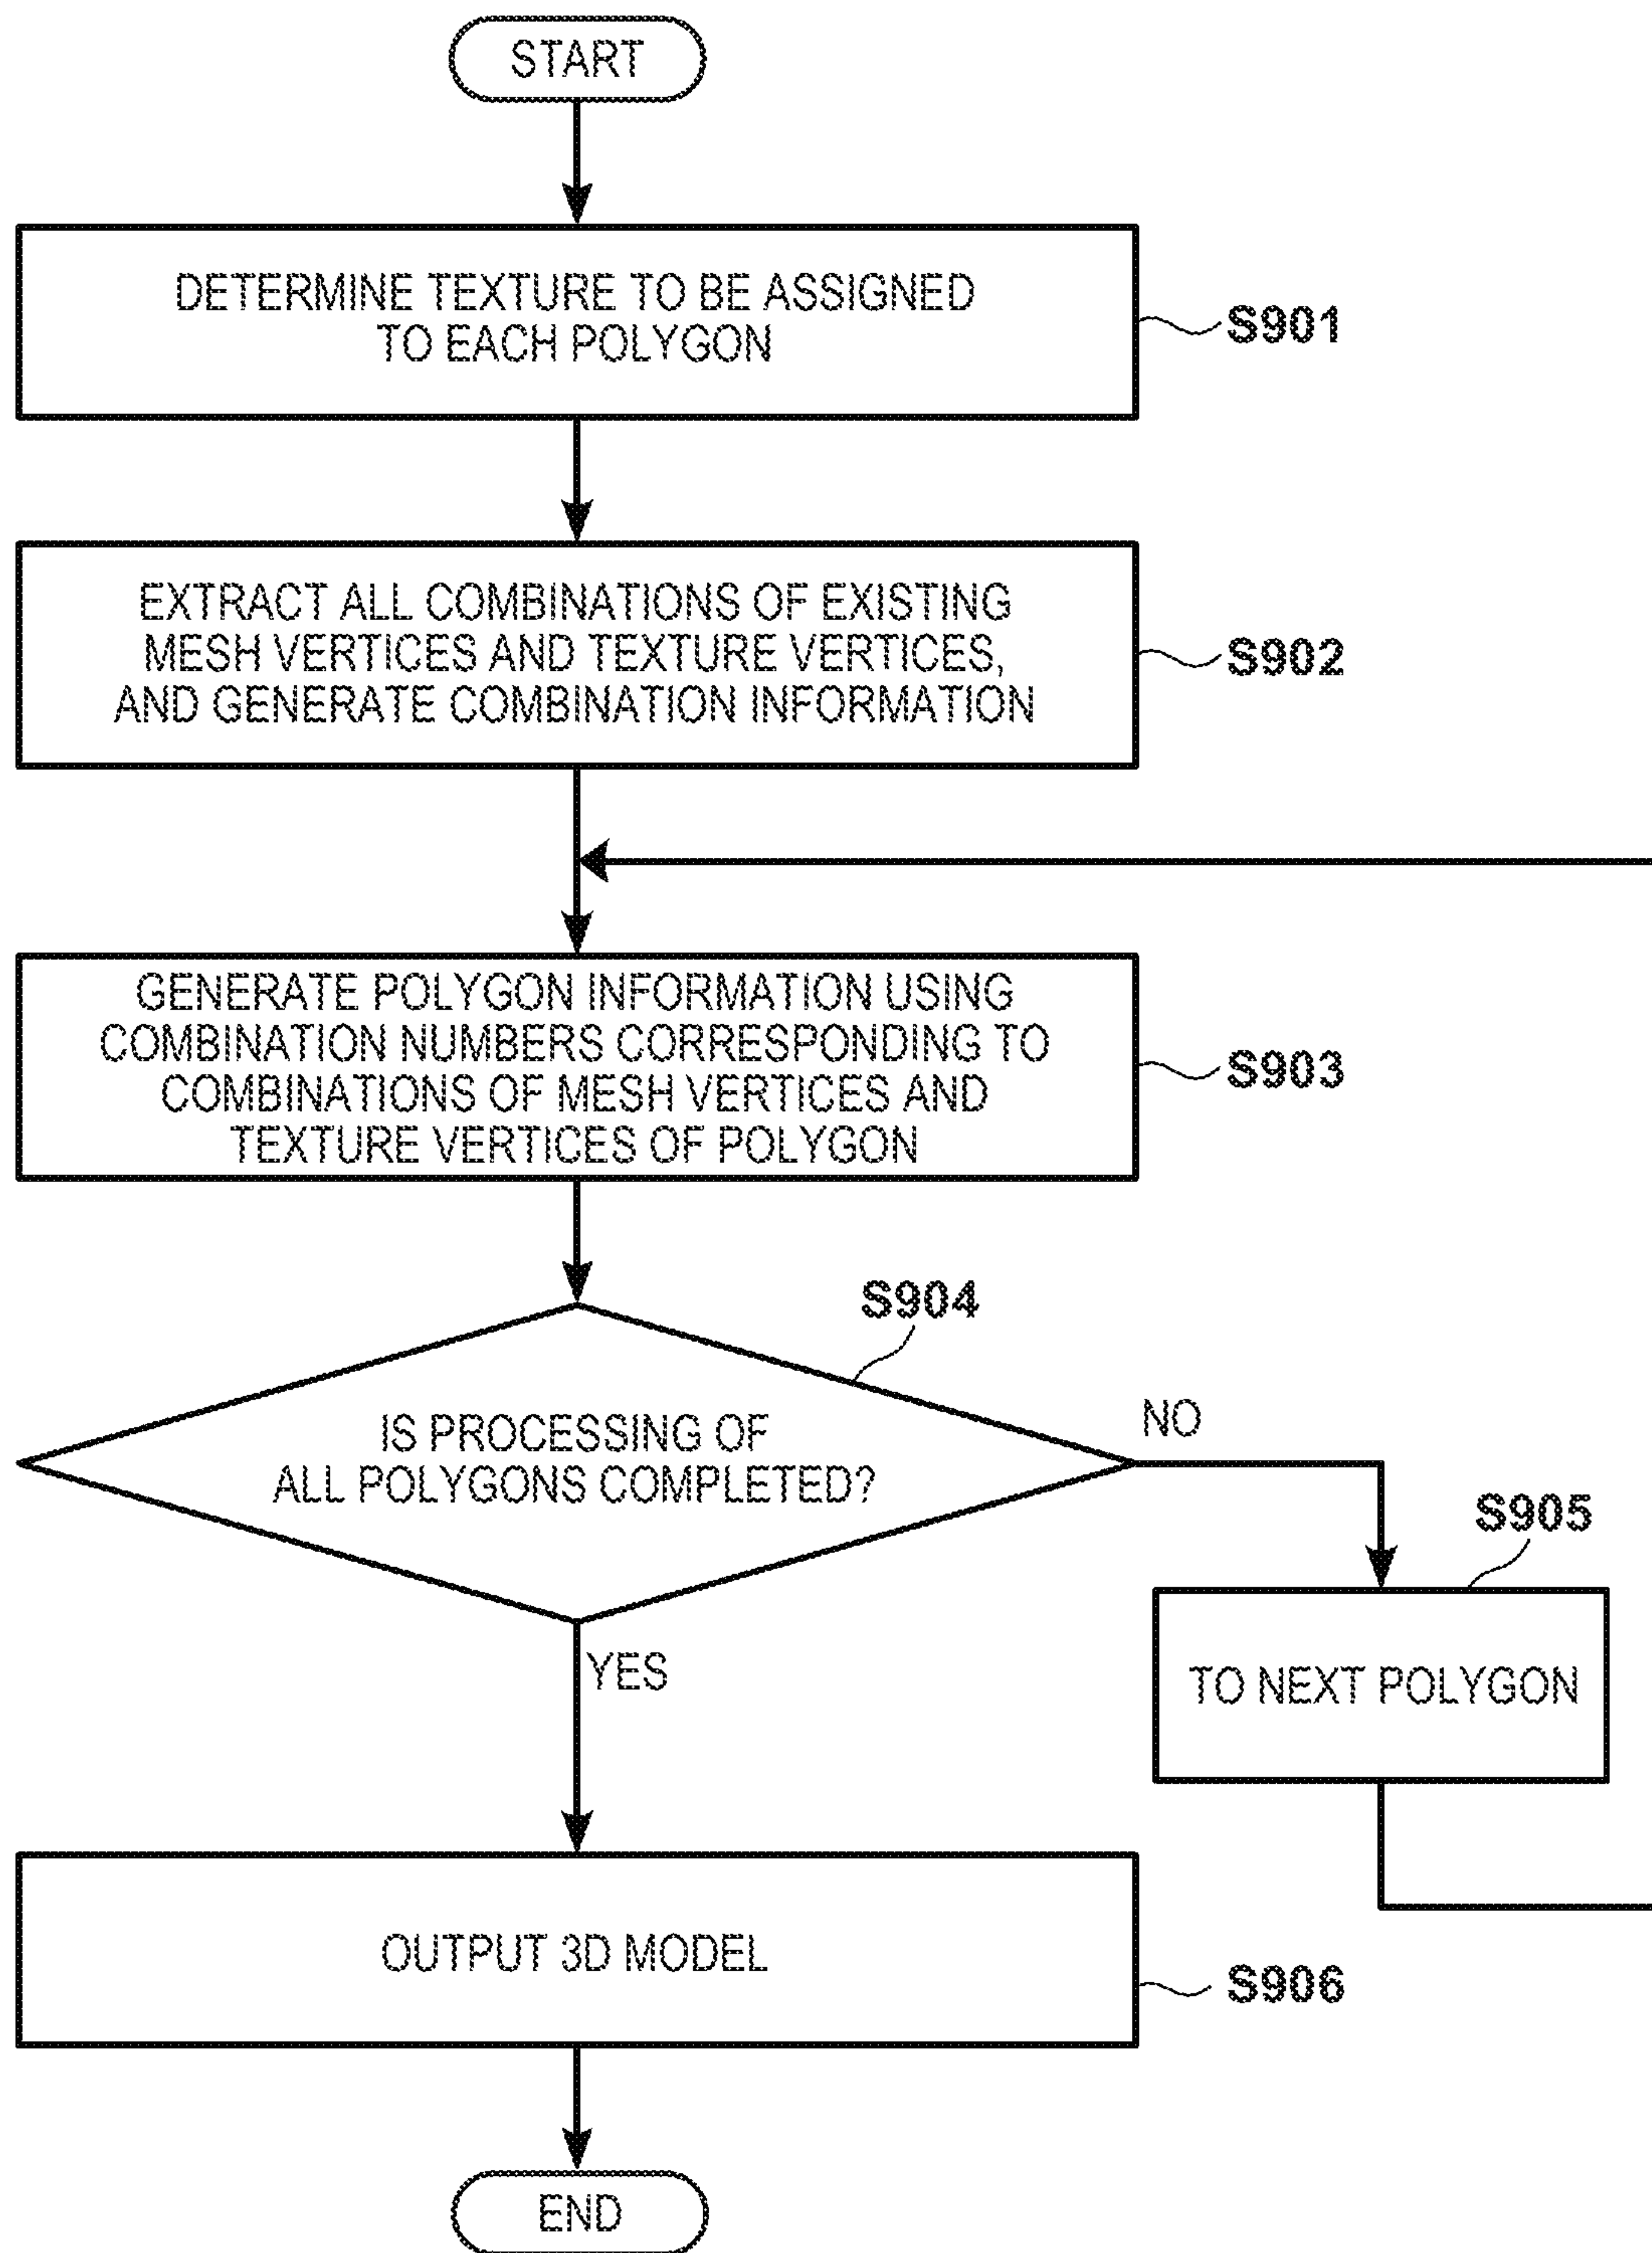 START
DETERMINE TEXTURE TO BE ASSIGNED
TO EACH POLYGON
S901
EXTRACT ALL COMBINATIONS OF EXISTING
MESH VERTICES AND TEXTURE VERTICES,
AND GENERATE COMBINATION INFORMATION
S902
GENERATE POLYGON INFORMATION USING
COMBINATION NUMBERS CORRESPONDING TO
COMBINATIONS OF MESH VERTICES AND
TEXTURE VERTICES OF POLYGON
S903
S904
IS PROCESSING OF
ALL POLYGONS COMPLETED?
NO
S905
TO NEXT POLYGON
YES
OUTPUT 3D MODEL
S906
END